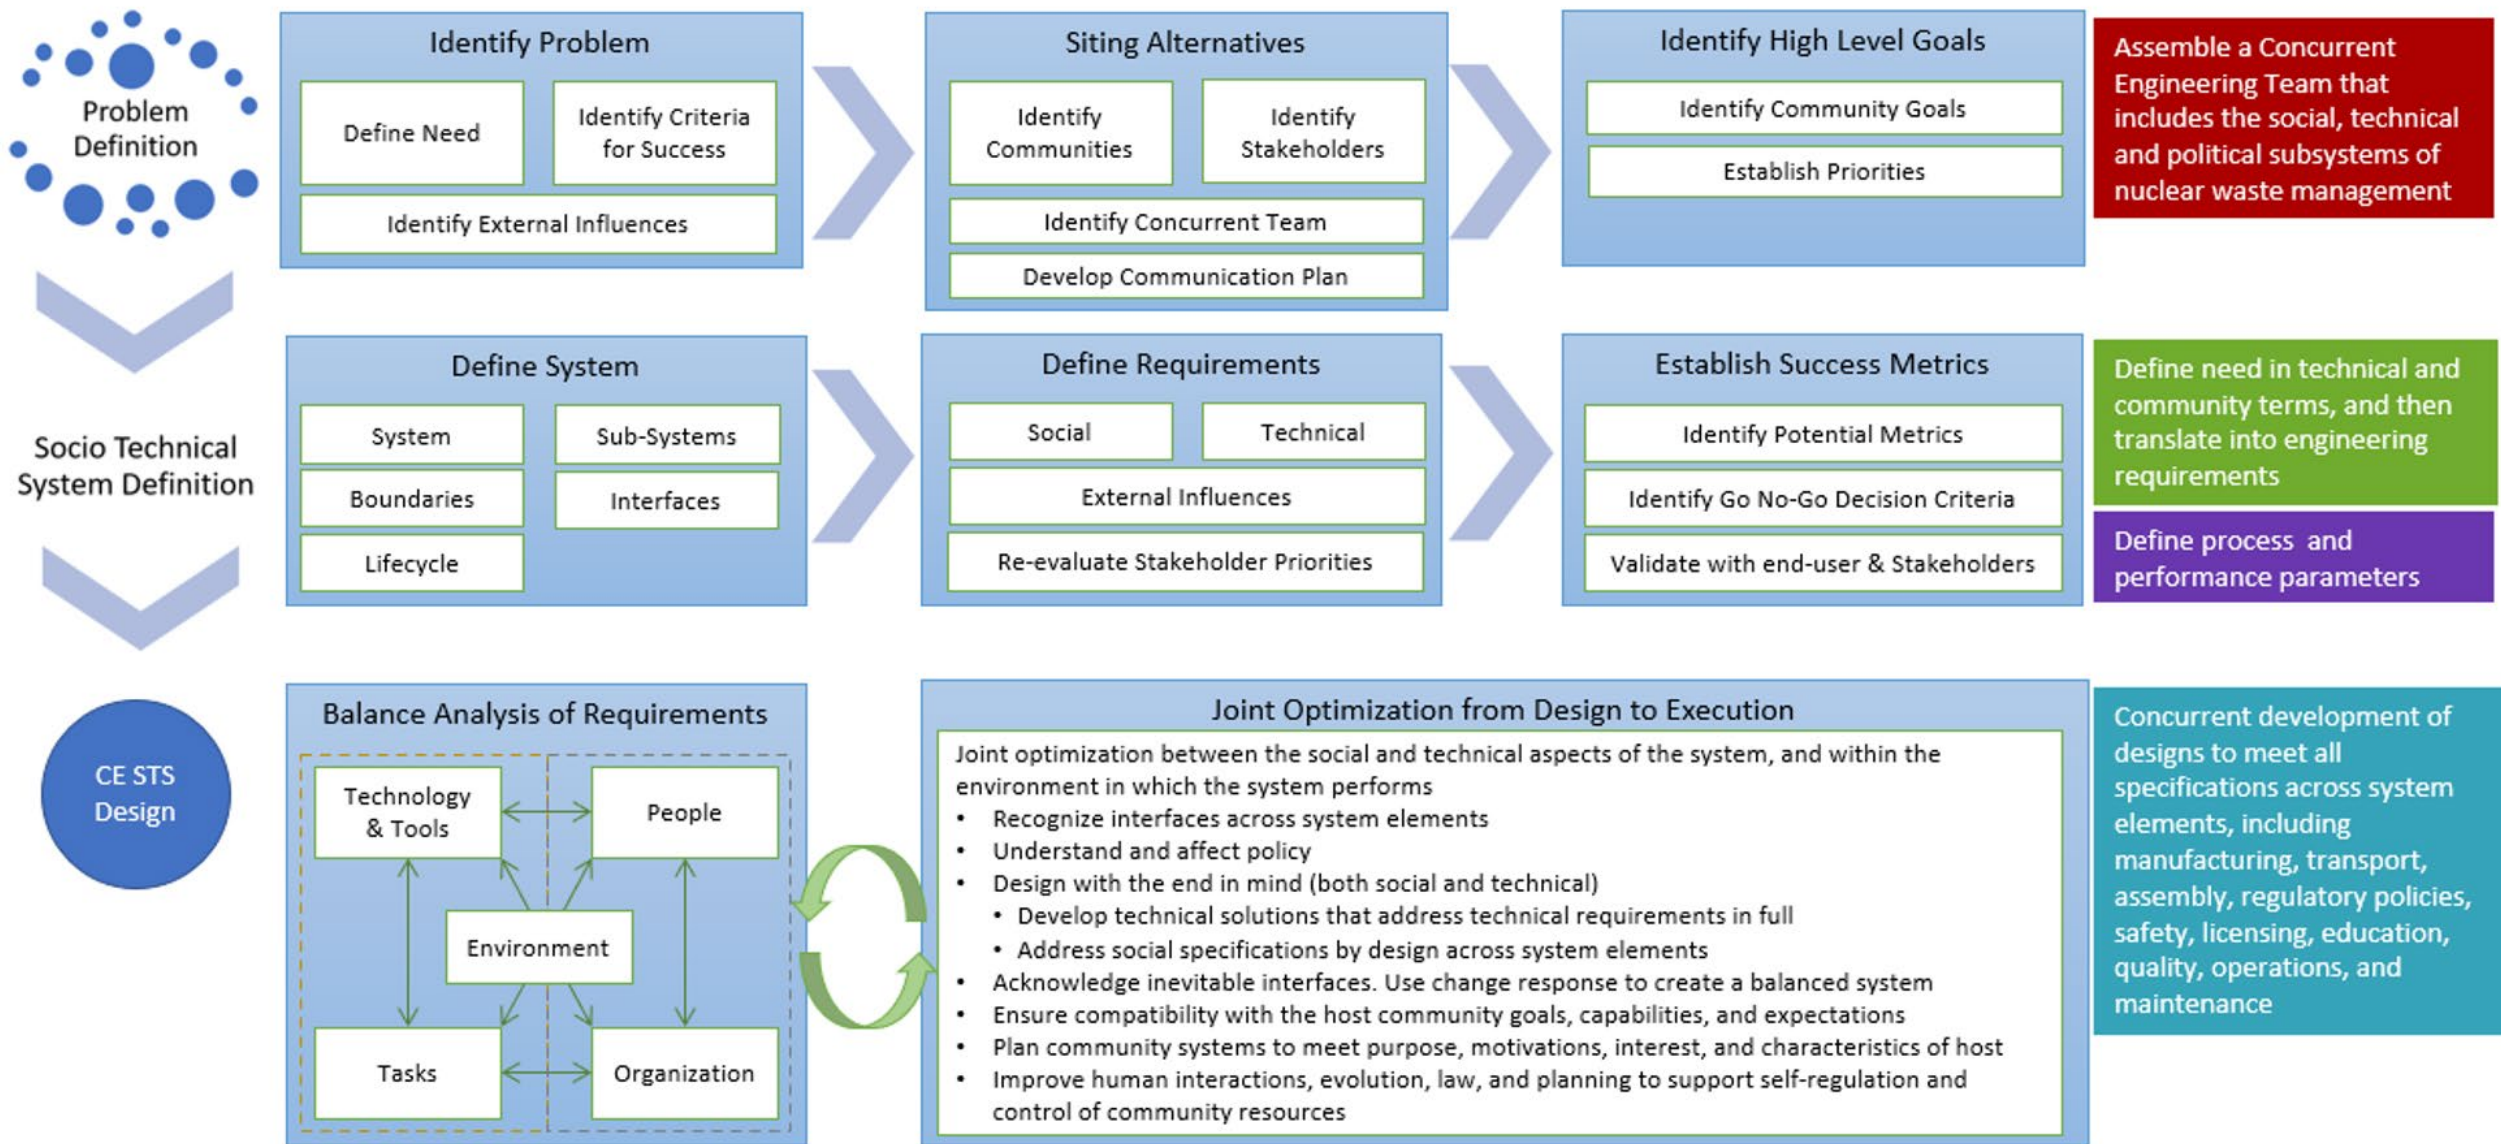 Problem
Definition
Identify Problem
Define Need
Identify Criteria
for Success
Identify External Influences
Siting Alternatives
Identify
Communities
Identify
Stakeholders
Identify Concurrent Team
Develop Communication Plan
Identify High Level Goals
Identify Community Goals
Establish Priorities
Assemble a Concurrent
Engineering Team that
includes the social, technical
and political subsystems of
nuclear waste management
Socio Technical
System Definition
Define System
System
Sub-Systems
Boundaries
Interfaces
Lifecycle
Define Requirements
Social
Technical
External Influences
Re-evaluate Stakeholder Priorities
Establish Success Metrics
Identify Potential Metrics
Identify Go No-Go Decision Criteria
Validate with end-user & Stakeholders
Define need in technical and
community terms, and then
translate into engineering
requirements
Define process and
performance parameters
CE STS
Design
Balance Analysis of Requirements
Technology
& Tools
People
Environment
Tasks
Organization
Joint Optimization from Design to Execution
Joint optimization between the social and technical aspects of the system, and within the
environment in which the system performs
• Recognize interfaces across system elements
• Understand and affect policy
• Design with the end in mind (both social and technical)
• Develop technical solutions that address technical requirements in full
• Address social specifications by design across system elements
• Acknowledge inevitable interfaces. Use change response to create a balanced system
• Ensure compatibility with the host community goals, capabilities, and expectations
• Plan community systems to meet purpose, motivations, interest, and characteristics of host
• Improve human interactions, evolution, law, and planning to support self-regulation and
control of community resources
Concurrent development of
designs to meet all
specifications across system
elements, including
manufacturing, transport,
assembly, regulatory policies,
safety, licensing, education,
quality, operations, and
maintenance